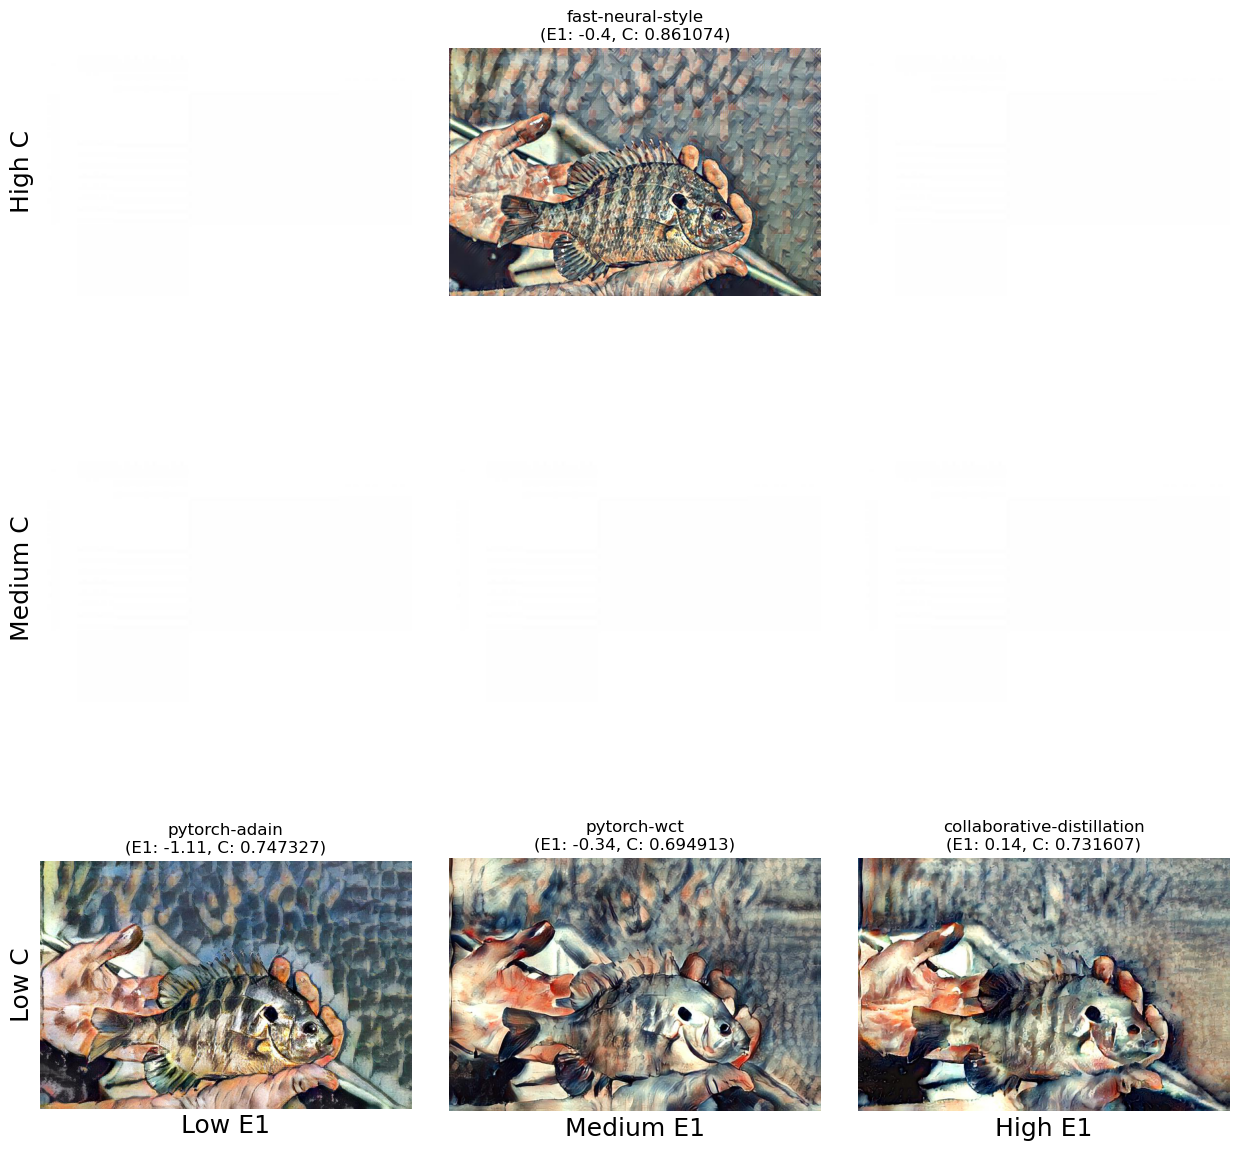 fast-neural-style
(E1: -0.4, C: 0.861074)
High C
Medium C
pytorch-adain
(E1: -1.11, C: 0.747327)
pytorch-wct
(E1: -0.34, C: 0.694913)
collaborative-distillation
(E1: 0.14, C: 0.731607)
Low C
Low E1
Medium E1
High E1